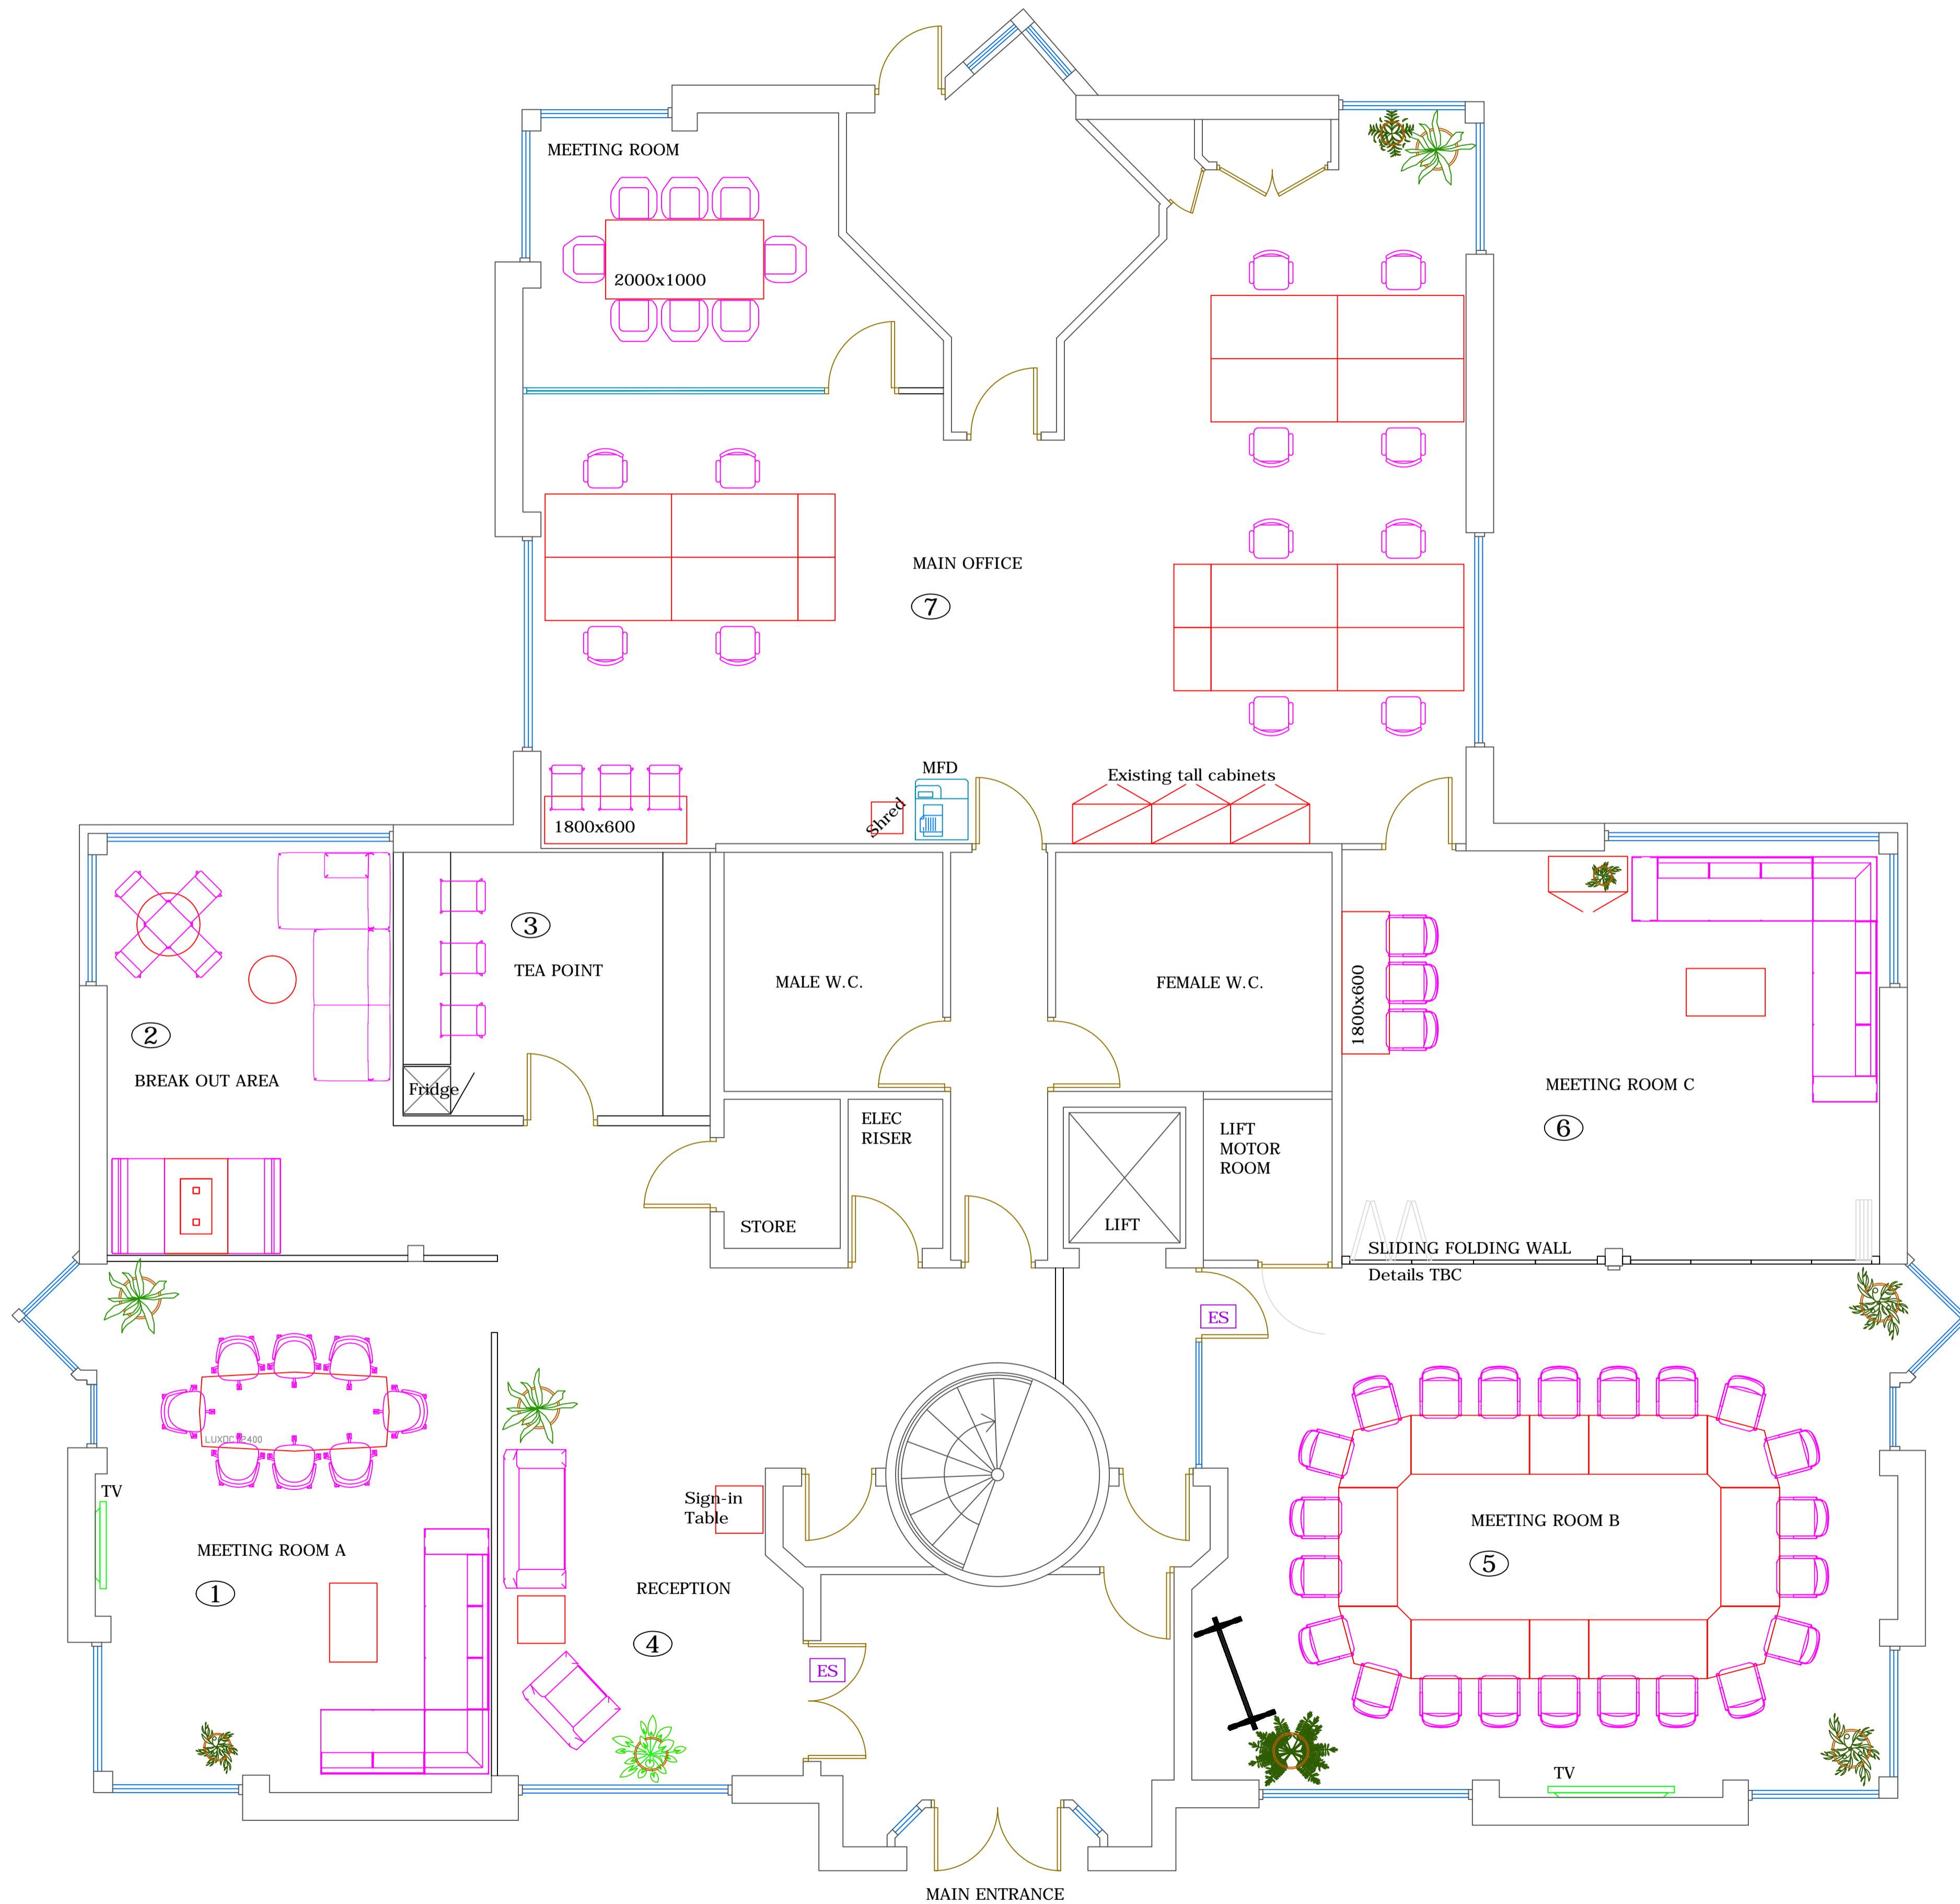 MEETING ROOM
2000x1000
MAIN OFFICE
7
MFD
Existing tall cabinets
Shred
1800x600
3
TEA POINT
MALE W.C.
FEMALE W.C.
1800x600
2
BREAK OUT AREA
Fridge
MEETING ROOM C
6
ELEC
RISER
LIFT
MOTOR
ROOM
STORE
LIFT
SLIDING FOLDING WALL
Details TBC
ES
TV
Sign-in
Table
MEETING ROOM A
1
MEETING ROOM B
5
RECEPTION
4
ES
TV
MAIN ENTRANCE